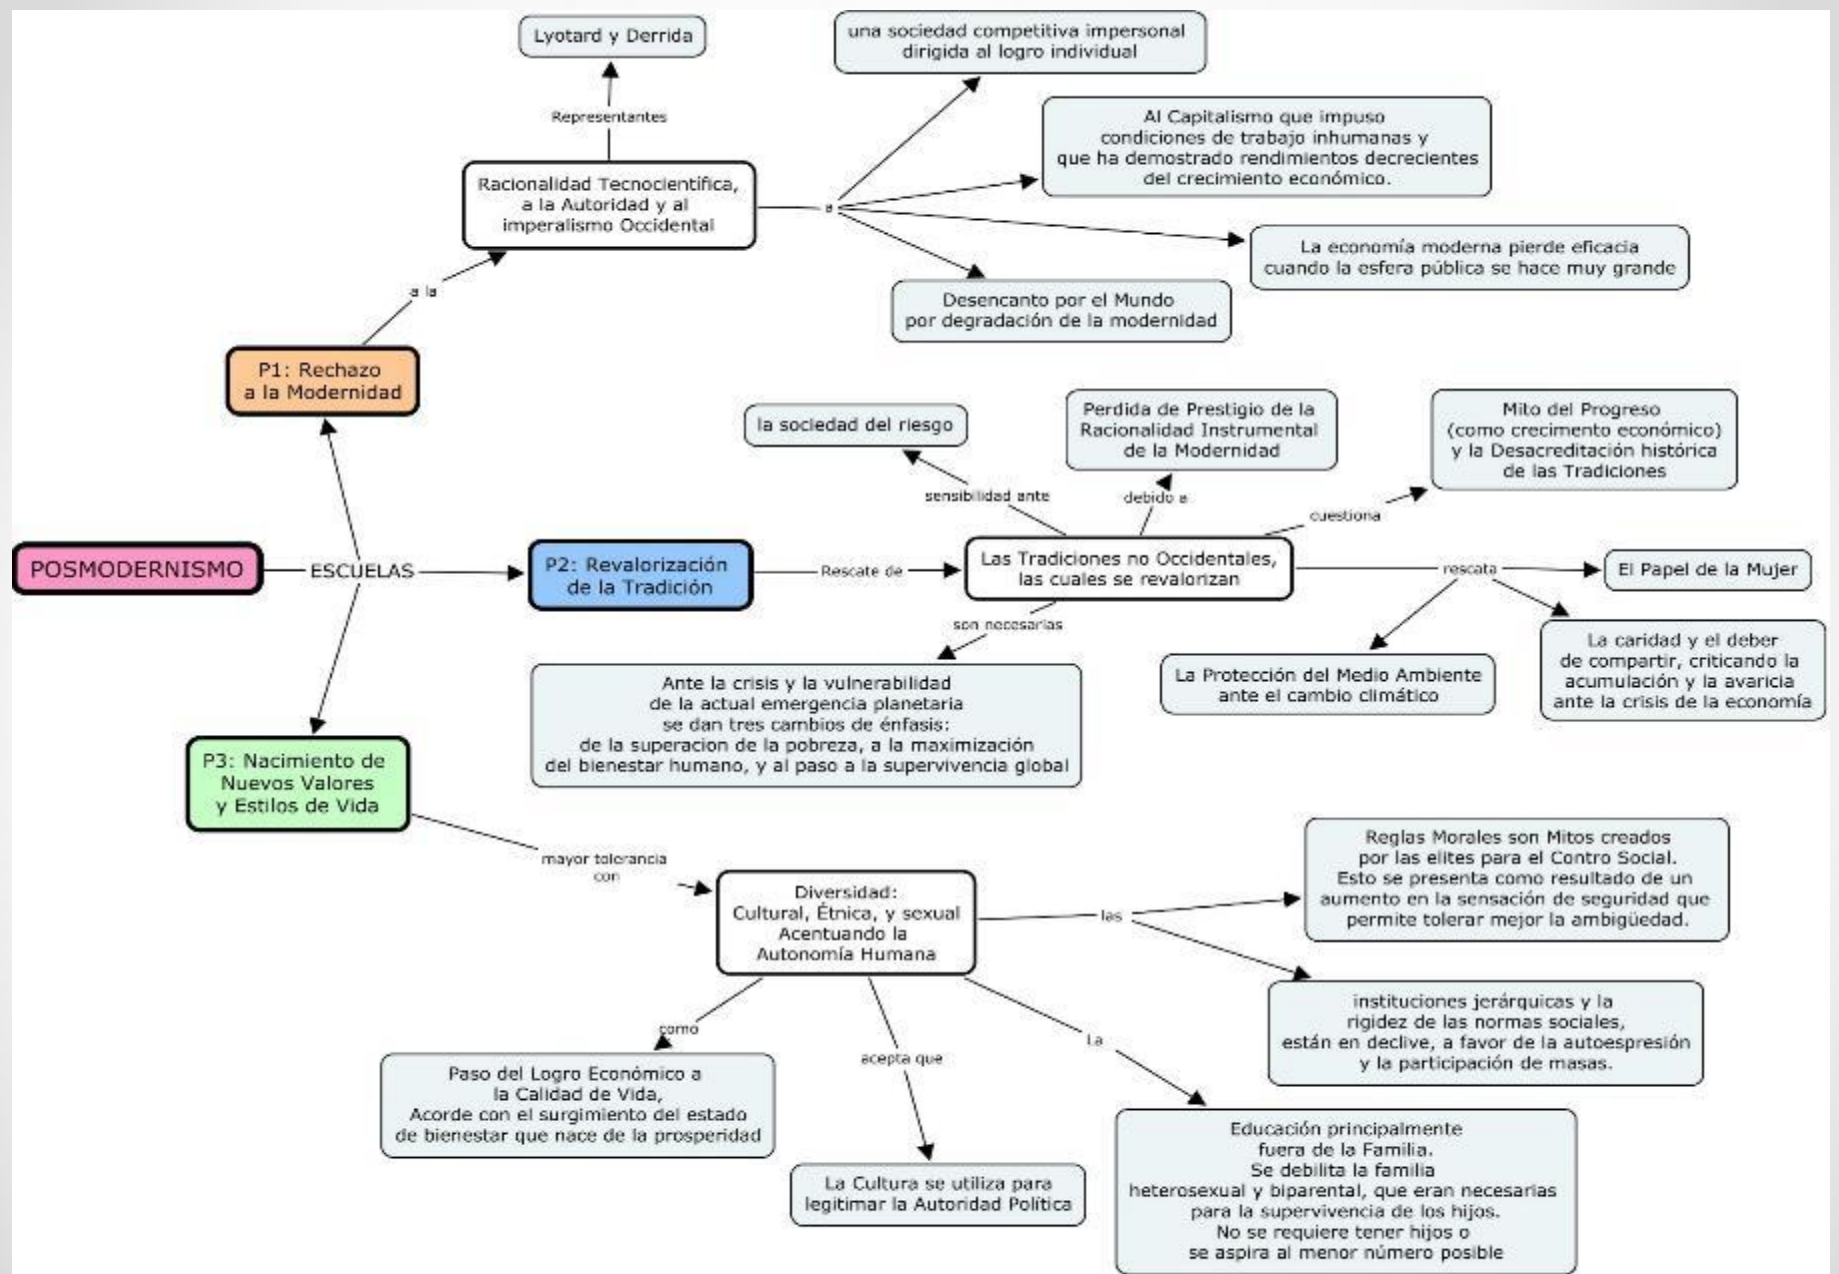 Lyotard y Derrida
una sociedad competitiva impersonal
dirigida al logro individual
Representantes
Al Capitalismo que impuso
condiciones de trabajo inhumanas y
que ha demostrado rendimientos decrecientes
del crecimiento económico.
Racionalidad Tecnocientífica,
a la Autoridad y al
imperalismo Occidental
a
La economía moderna pierde eficacia
cuando la esfera pública se hace muy grande
a la
Desencanto por el Mundo
por degradación de la modernidad
P1: Rechazo
a la Modernidad
la sociedad del riesgo
Perdida de Prestigio de la
Racionalidad Instrumental
de la Modernidad
Mito del Progreso
(como crecimento económico)
y la Desacreditación histórica
de las Tradiciones
sensibilidad ante
debido a
cuestiona
POSMODERNISMO
ESCUELAS
P2: Revalorización
de la Tradición
Rescate de
Las Tradiciones no Occidentales,
las cuales se revalorizan
rescata
El Papel de la Mujer
son necesarias
La Protección del Medio Ambiente
ante el cambio climático
La caridad y el deber
de compartir, criticando la
acumulación y la avaricia
ante la crisis de la economía
Ante la crisis y la vulnerabilidad
de la actual emergencia planetaria
se dan tres cambios de énfasis:
de la superacion de la pobreza, a la maximización
del bienestar humano, y al paso a la supervivencia global
P3: Nacimiento de
Nuevos Valores
y Estilos de Vida
mayor tolerancia
con
Diversidad:
Cultural, Étnica, y sexual
Acentuando la
Autonomía Humana
las
Reglas Morales son Mitos creados
por las elites para el Contro Social.
Esto se presenta como resultado de un
aumento en la sensación de seguridad que
permite tolerar mejor la ambigüedad.
instituciones jerárquicas y la
rigidez de las normas sociales,
están en declive, a favor de la autoespresión
y la participación de masas.
como
acepta que
La
Paso del Logro Económico a
la Calidad de Vida,
Acorde con el surgimiento del estado
de bienestar que nace de la prosperidad
La Cultura se utiliza para
legitimar la Autoridad Política
Educación principalmente
fuera de la Familia.
Se debilita la familia
heterosexual y biparental, que eran necesarias
para la supervivencia de los hijos.
No se requiere tener hijos o
se aspira al menor número posible